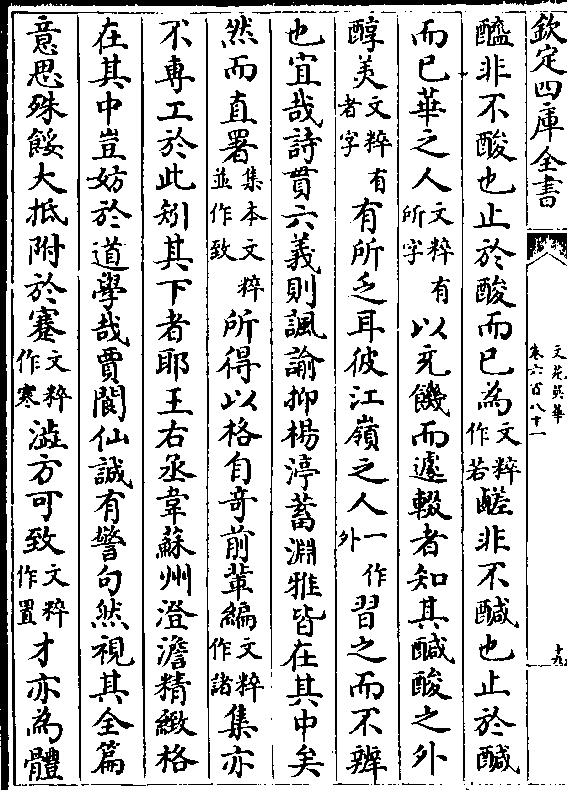 欽定四庫全書
文苑英華
卷六百八十一
十九
醯非不酸也止於酸而已為文粹作若鹺非不鹹也止於鹹
而已華之人文粹有所字以充饑而遽輟者知其鹹酸之外
醇美文粹有者字有所乏耳彼江嶺之人一作外習之而不辨
也宜哉詩貫六義則諷諭抑揚渟蓄淵雅皆在其中矣
然而直署集本文粹並作致所得以格自奇前輩編文粹作諸集亦
不専工於此矧其下者耶王右丞韋蘇州澄澹精緻格
在其中豈妨於道學哉賈閬仙誠有警句然視其全篇
意思殊餒大抵附於蹇文粹作寒澁方可致文粹作置才亦為體